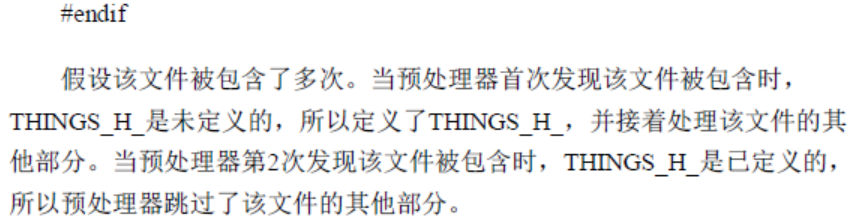 #endif
假设该文件被包含了多次。当预处理器首次发现该文件被包含时，
THINGS_H_是未定义的，所以定义了THINGS_H_，并接着处理该文件的其
他部分。当预处理器第2次发现该文件被包含时，THINGS_H_是已定义的，
所以预处理器跳过了该文件的其他部分。